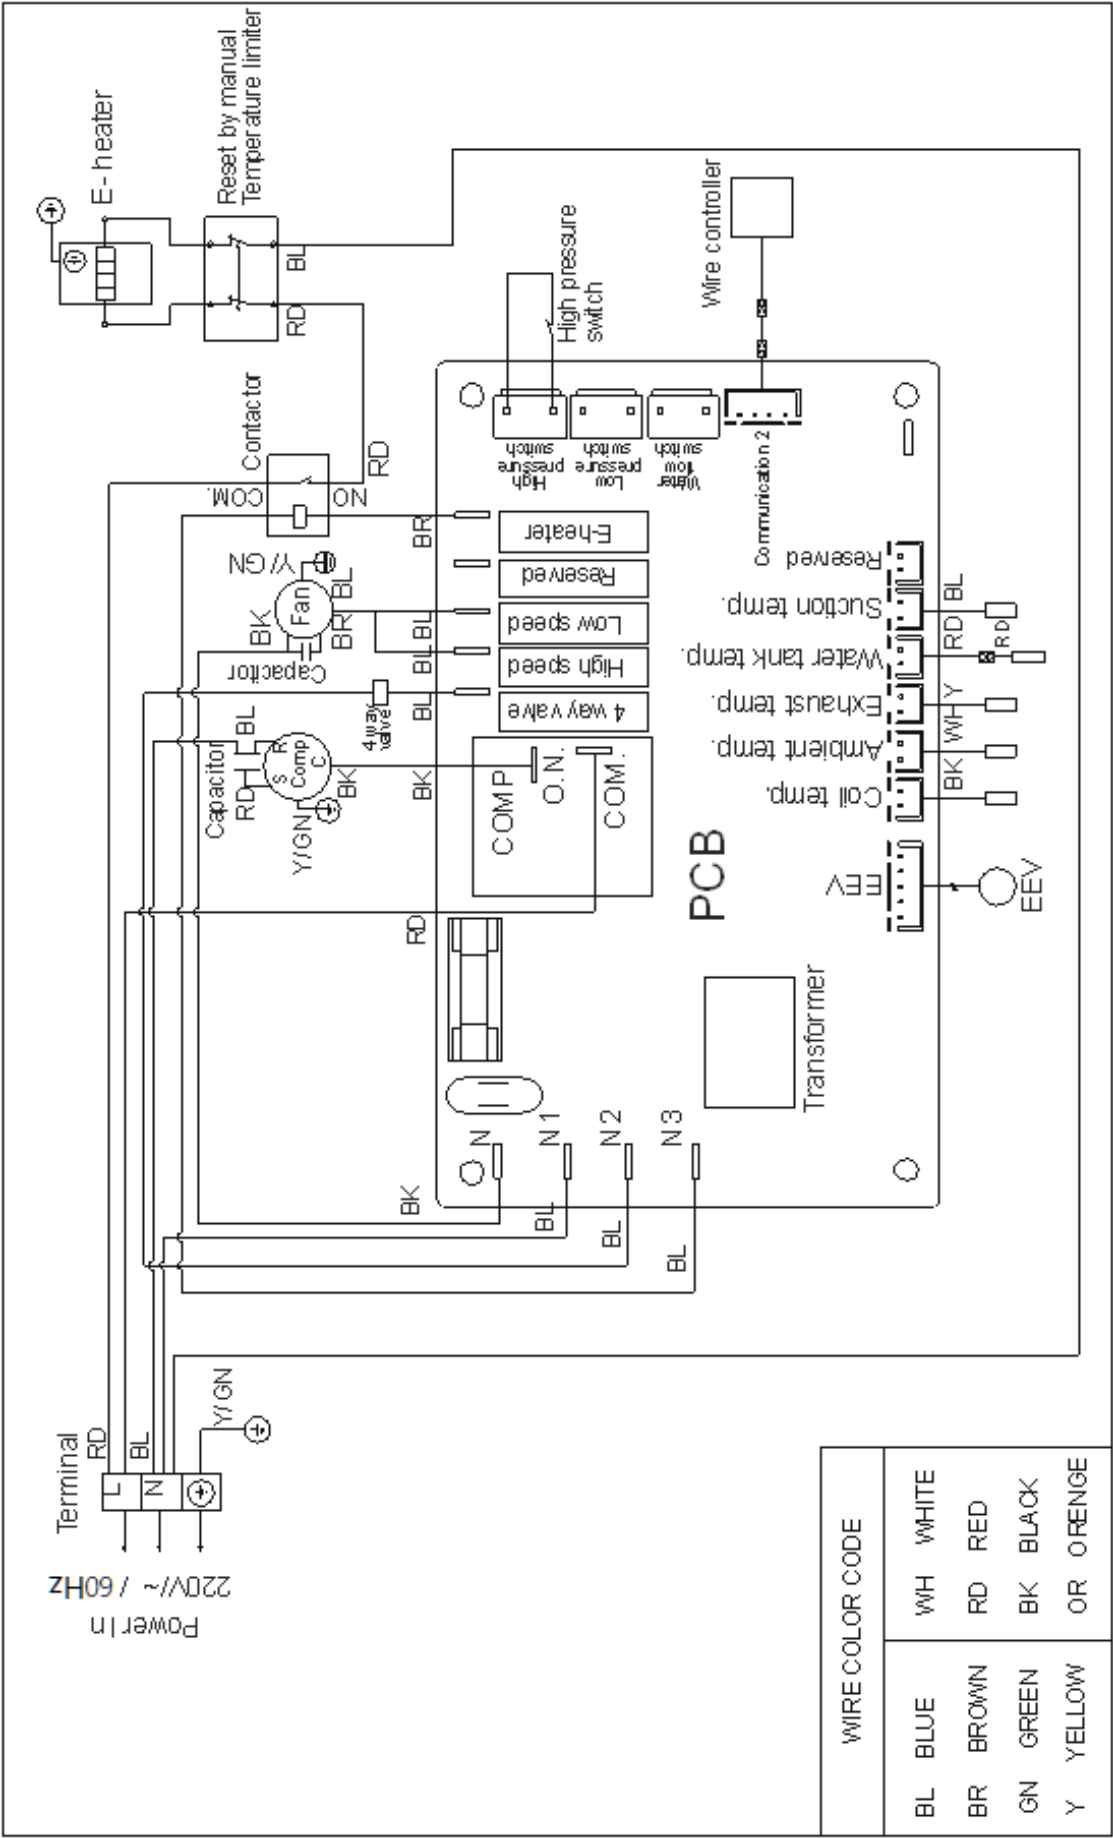 Power In
220V/~ / 60Hz
Terminal
L
N
RD
BL
Y/GN
E-heater
Reset by manual
Temperature limiter
BL
RD
Contactor
COM.
NO
RD
Y/GN
Fan
BK
BL
BR
Capacitor
4 way
valve
Capacitor
BL
RD
R
S
Comp
C
BK
Y/GN
BR
BL
BL
BL
BK
RD
BK
BL
BL
BL
N
N1
N2
N3
E-heater
Reserved
Low speed
High speed
4 way valve
COMP
O.N.
COM.
High
pressure
switch
Low
pressure
switch
Water
flow
switch
High pressure
switch
Communication 2
Wire controller
PCB
Transformer
Reserved
Suction temp.
Water tank temp.
Exhaust temp.
Ambient temp.
Coil temp.
EEV
BL
RD
RD
Y
WH
BK
EEV
WIRE COLOR CODE
BL BLUE WH WHITE
BR BROWN RD RED
GN GREEN BK BLACK
Y YELLOW OR ORENGE